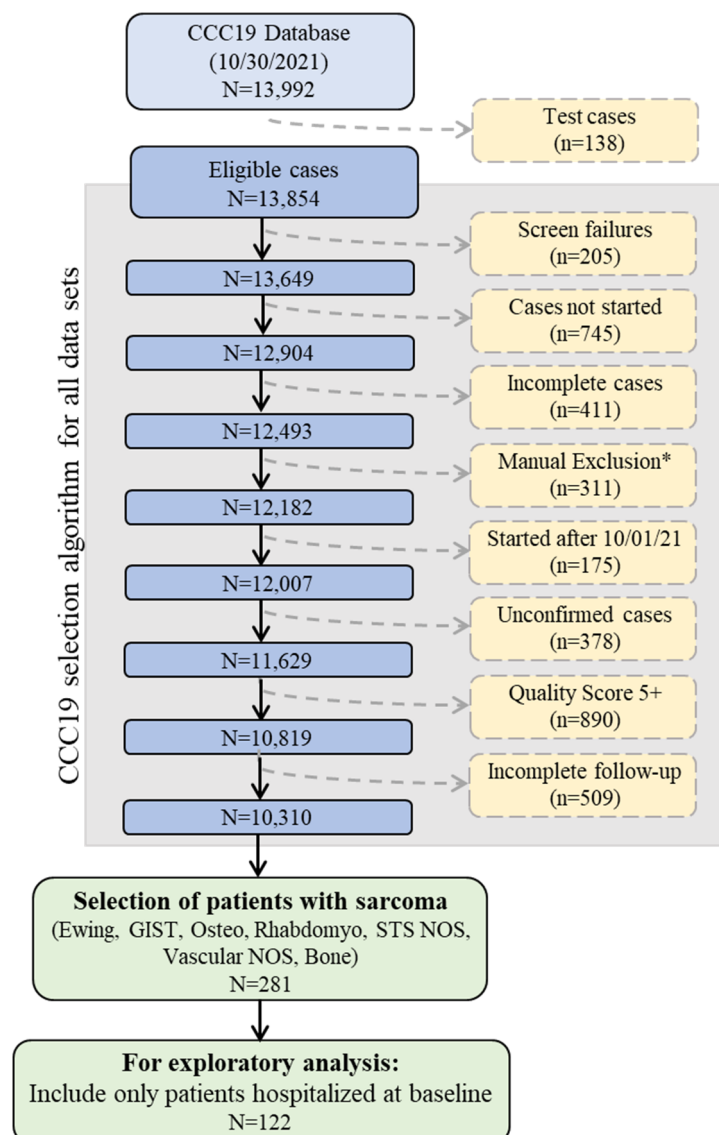 CCC19 Database
(10/30/2021)
N=13,992
Test cases
(n=138)
Eligible cases
N=13,854
Screen failures
(n=205)
N=13,649
Cases not started
(n=745)
N=12,904
Incomplete cases
(n=411)
N=12,493
Manual Exclusion*
(n=311)
N=12,182
Started after 10/01/21
(n=175)
N=12,007
Unconfirmed cases
(n=378)
N=11,629
Quality Score 5+
(n=890)
N=10,819
Incomplete follow-up
(n=509)
N=10,310
CCC19 selection algorithm for all data sets
Selection of patients with sarcoma
(Ewing, GIST, Osteo, Rhabdomyo, STS NOS,
Vascular NOS, Bone)
N=281
For exploratory analysis:
Include only patients hospitalized at baseline
N=122